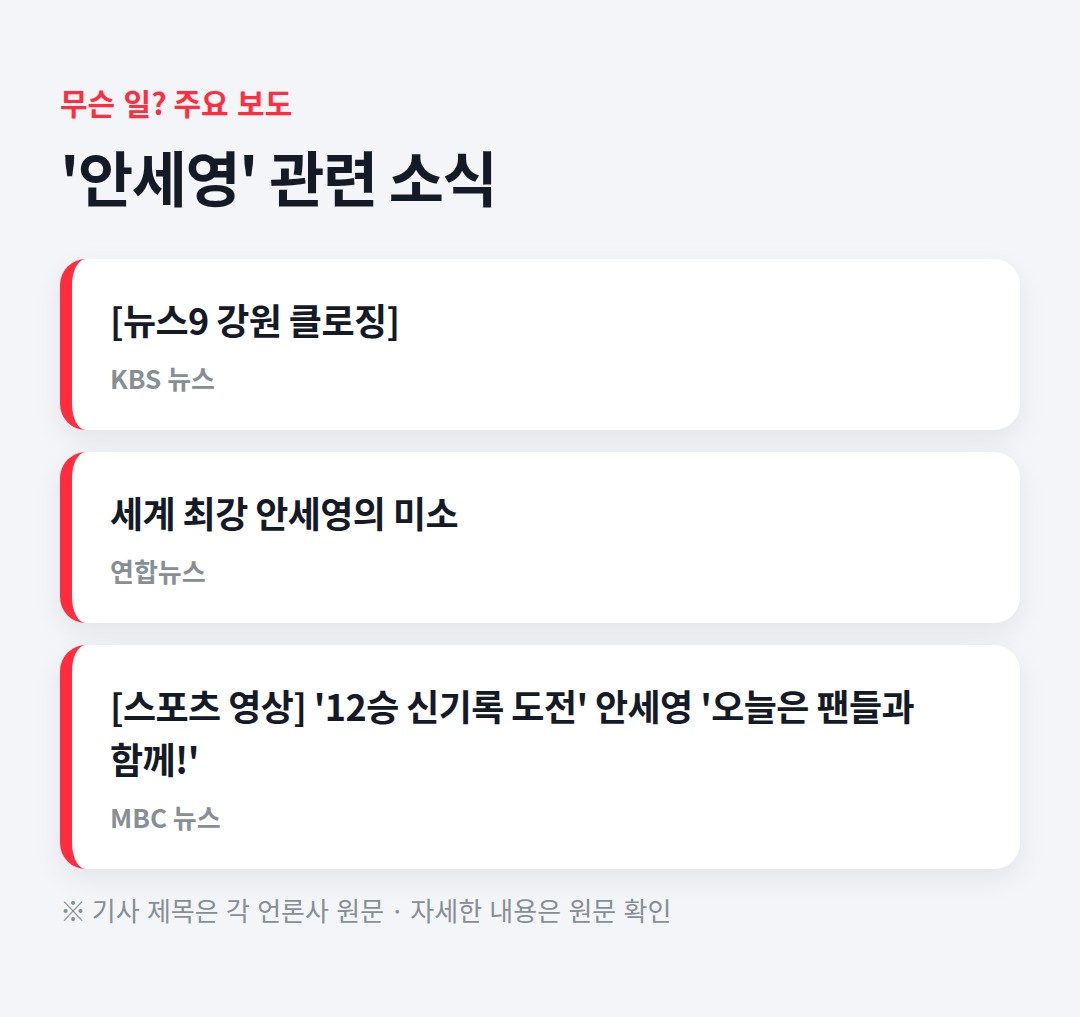 무슨 일? 주요 보도
'안세영' 관련 소식
[뉴스9 강원 클로징]
KBS 뉴스
세계 최강 안세영의 미소
연합뉴스
[스포츠 영상] '12승 신기록 도전' 안세영 '오늘은 팬들과
함께!'
MBC 뉴스
※ 기사 제목은 각 언론사 원문 · 자세한 내용은 원문 확인